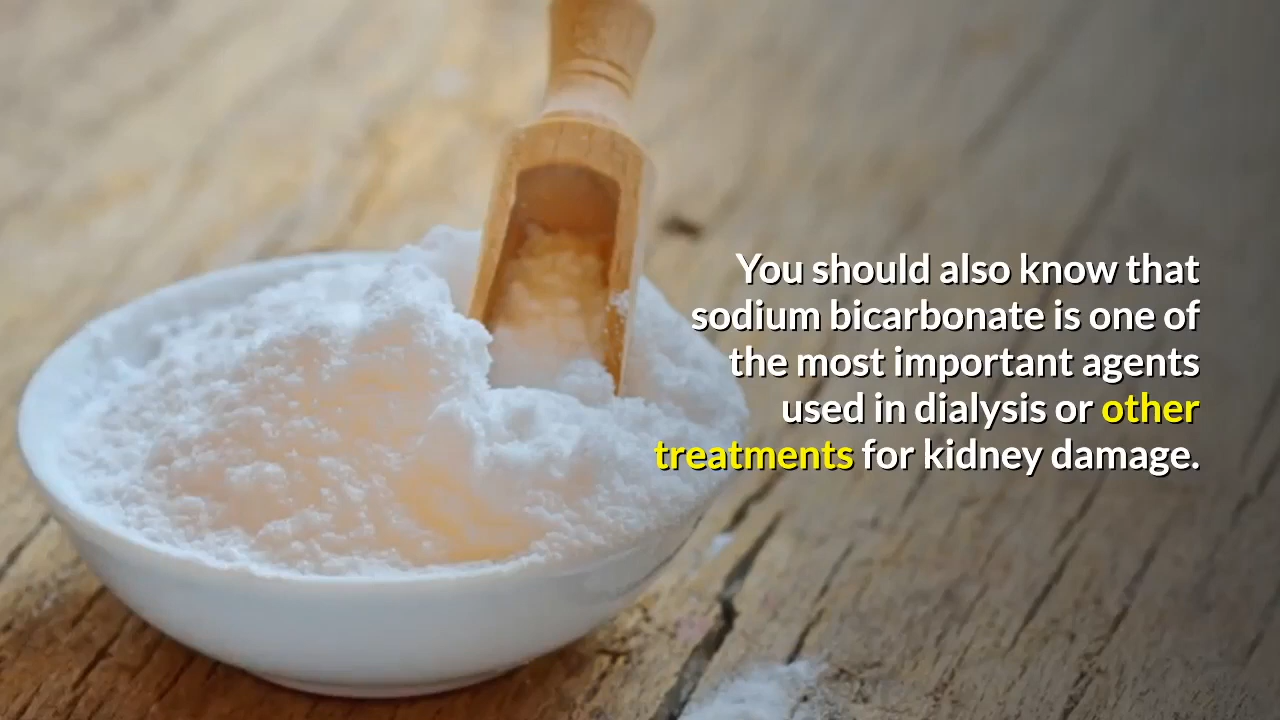 You should also know that
sodium bicarbonate is one of
the most important agents
used in dialysis or other
treatments for kidney damage.